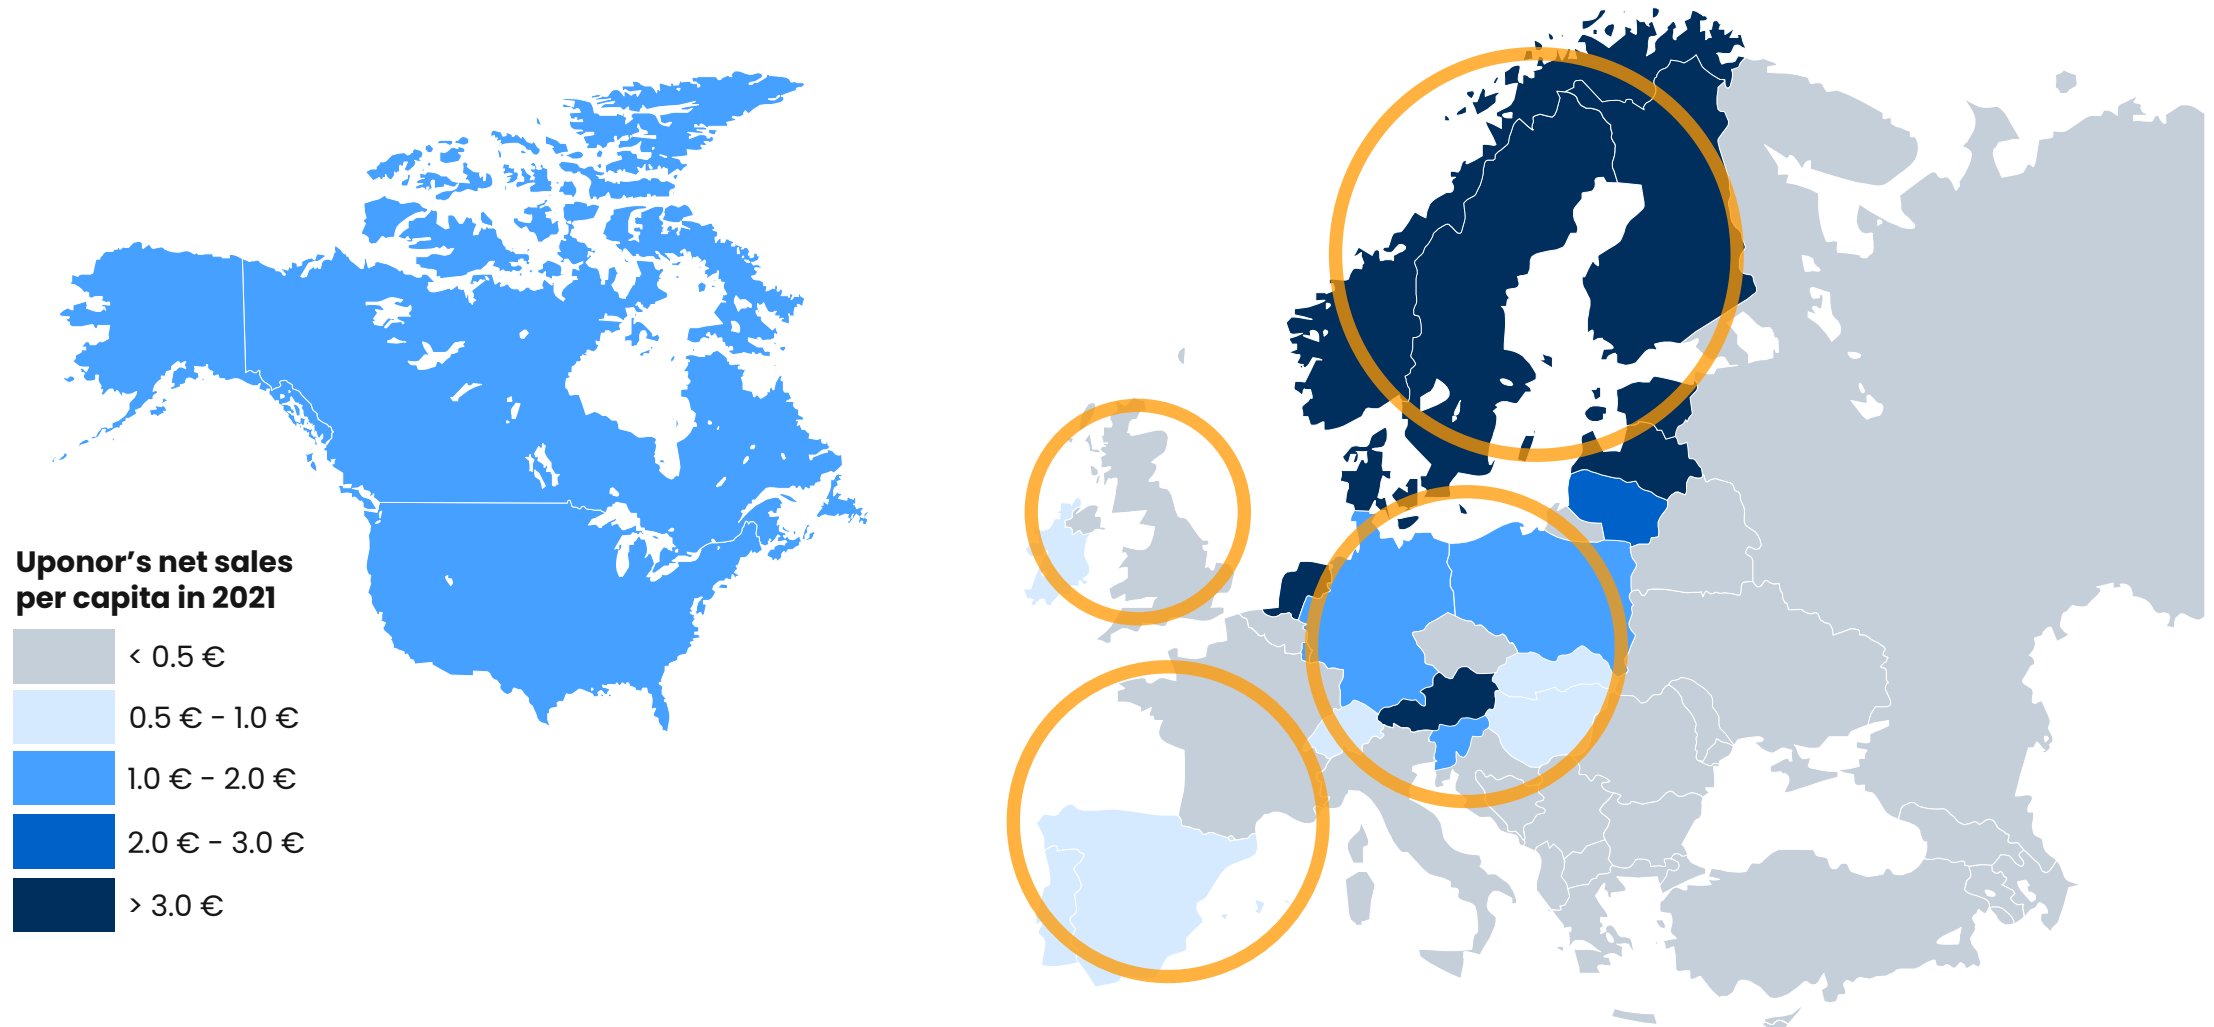 Uponor’s net sales
per capita in 2021
< 0.5 €
0.5 € - 1.0 €
1.0 € - 2.0 €
2.0 € - 3.0 €
> 3.0 €